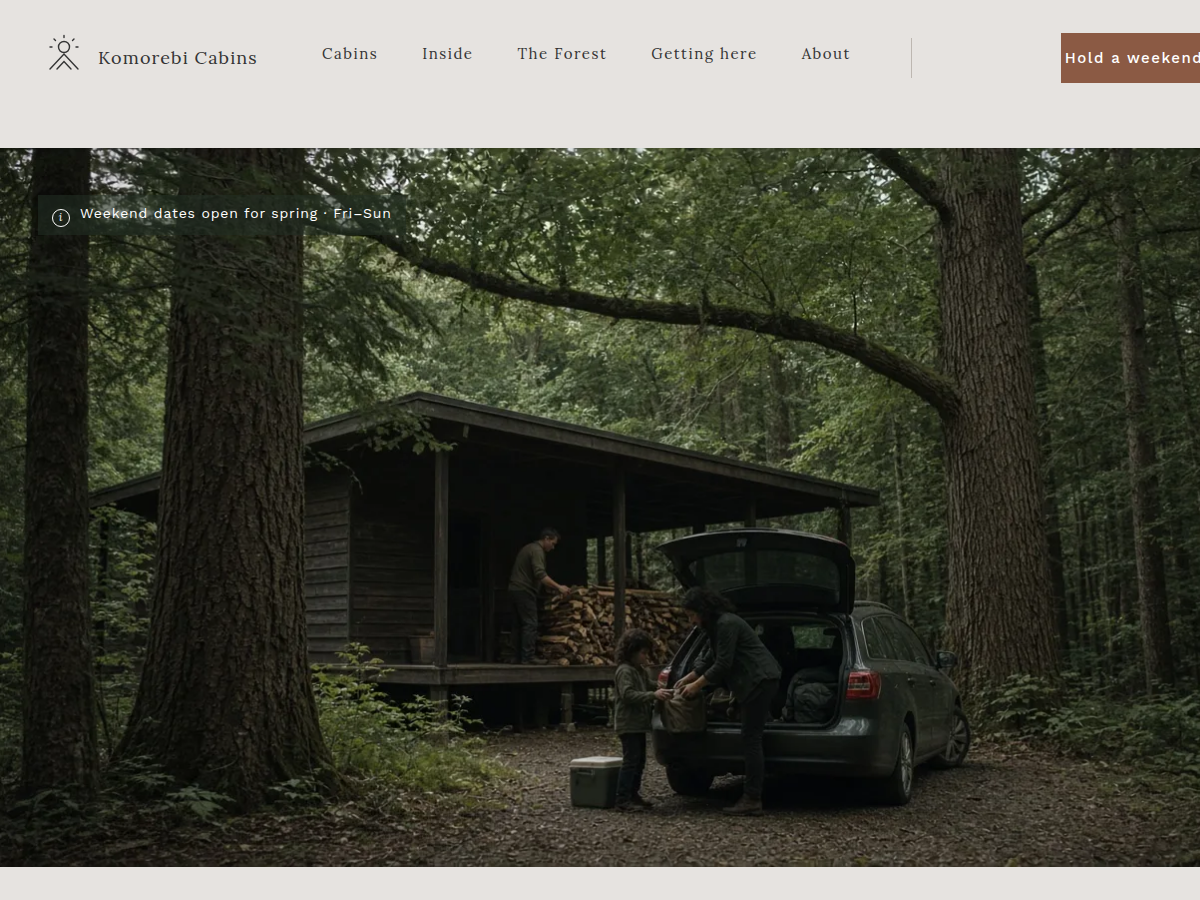 Komorebi Cabins
Cabins
Inside
The Forest
Getting here
About
Hold a weekend
Weekend dates open for spring · Fri–Sun